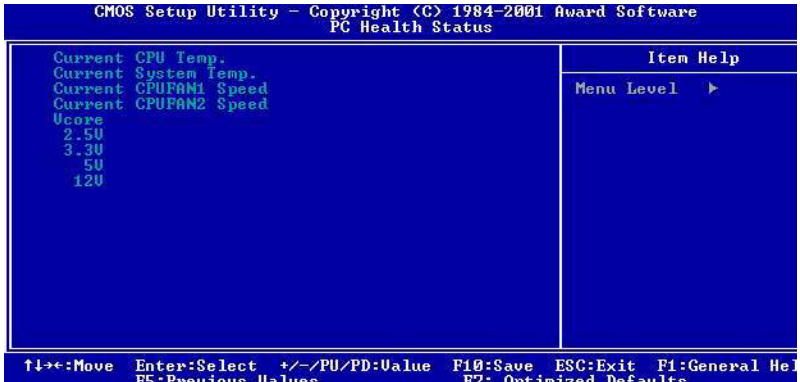 CMOS Setup Utility – Copyright (C) 1984-2001 Award Software
PC Health Status
Current CPU Temp.
Current System Temp.
Current CPUFAN1 Speed
Current CPUFAN2 Speed
Vcore
2.5V
3.3V
5V
12V
Item Help
Menu Level ►
↑↓→←:Move Enter:Select +/-/PU/PD:Value F10:Save ESC:Exit F1:General Hel
F5:Previous Values F7: Optimized Defaults